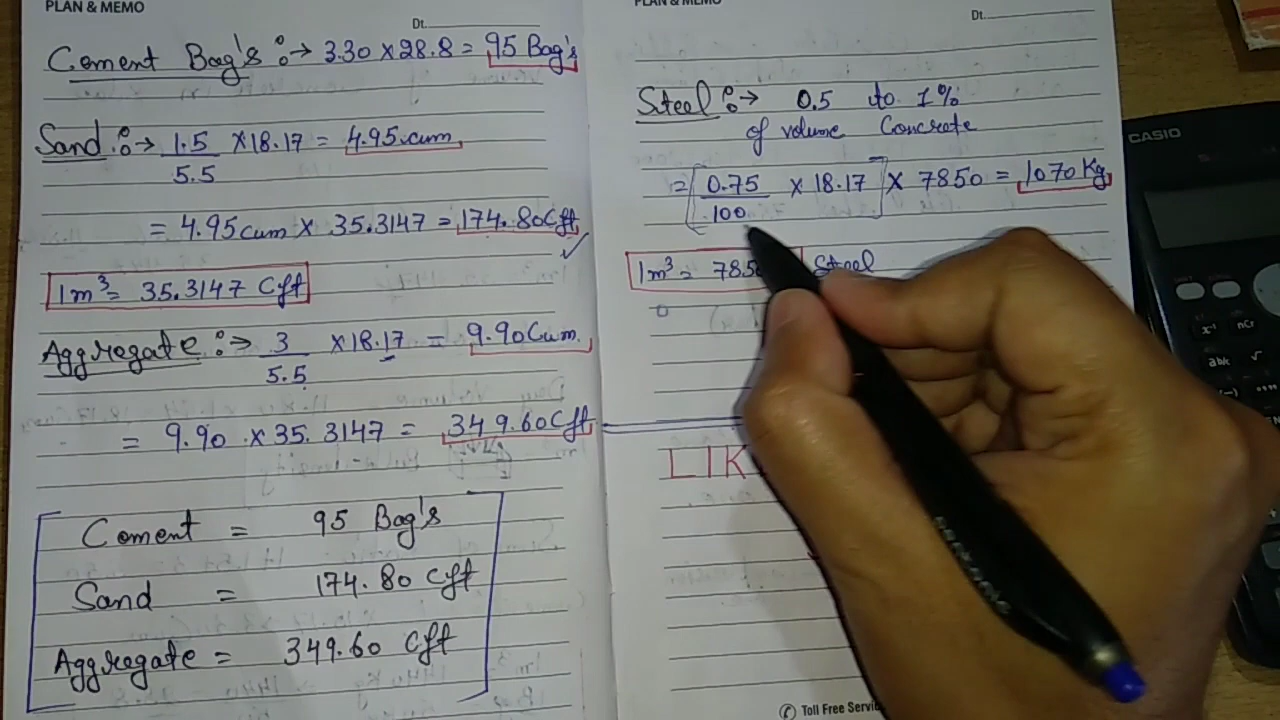 PLAN & MEMO
Dt.
Cement Bag's :→ 3.30 × 28.8 = 95 Bag's
Sand :→ 1.5 × 18.17 = 4.95 cum
5.5
= 4.95 cum × 35.3147 = 174.80 Cft
1m³ = 35.3147 Cft
Aggregate :→ 3 × 18.17 = 9.90 Cum.
5.5
= 9.90 × 35.3147 = 349.60 Cft
Cement = 95 Bag's
Sand = 174.80 Cft
Aggregate = 349.60 Cft
PLAN & MEMO
Dt.
Steel :→ 0.5 to 1%
of volume Concrete
= [0.75 × 18.17] × 7850 = 1070 Kg
100
1m³ = 785 Steel
LIK
Toll Free Servi
CASIO
x-1 nCr
abk √